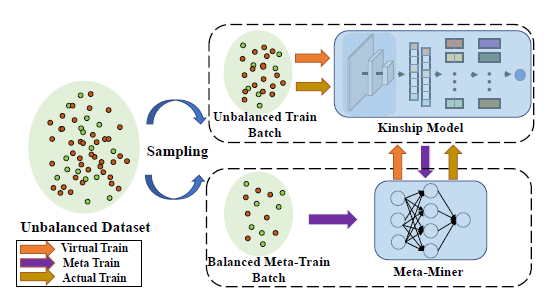 Unbalanced Train
Batch
Kinship Model
Sampling
Unbalanced Dataset
Virtual Train
Meta Train
Actual Train
Balanced Meta-Train
Batch
Meta-Miner